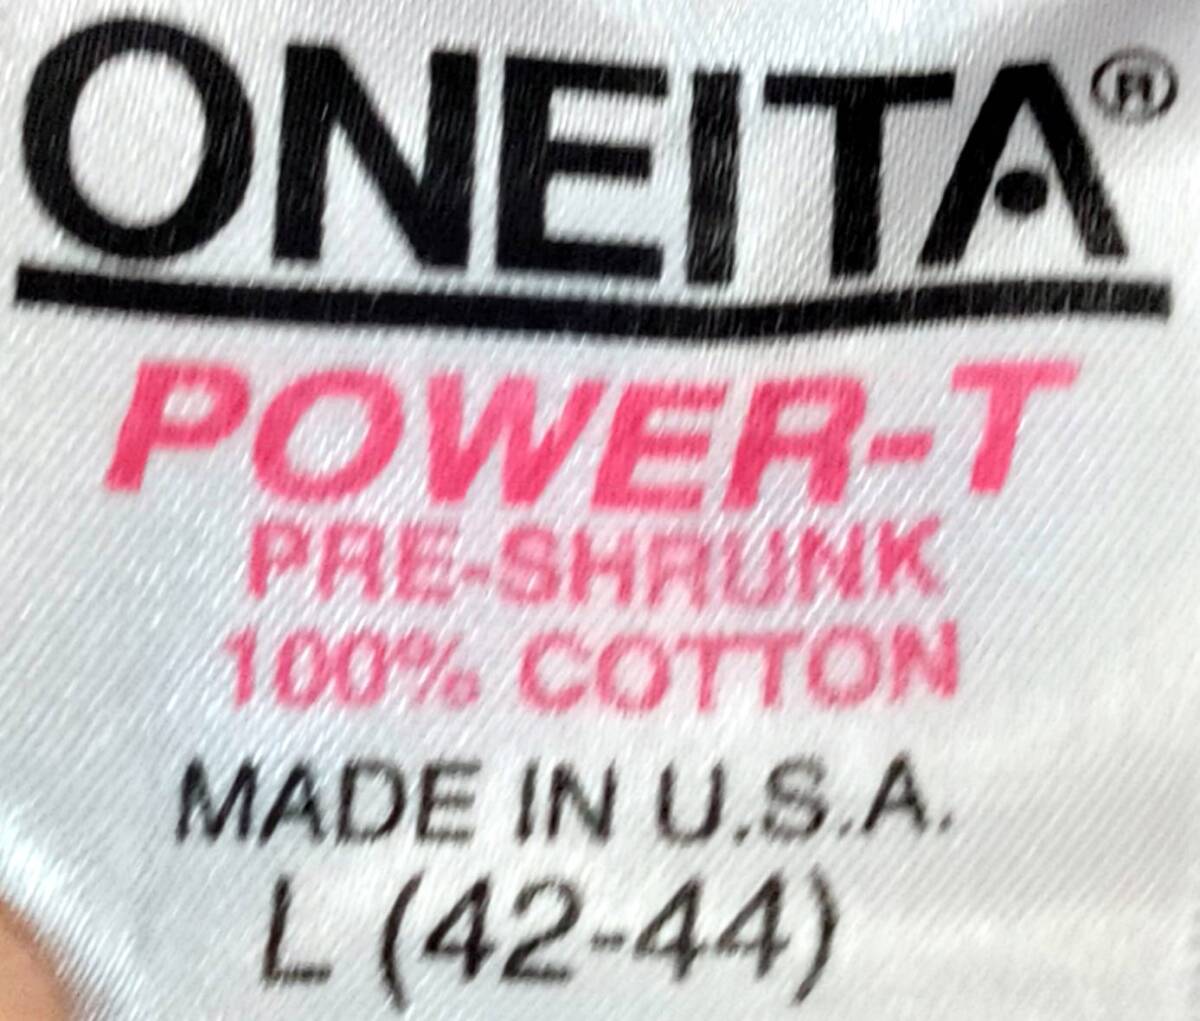 ONEITA®
POWER-T
PRE-SHRUNK
100% COTTON
MADE IN U.S.A.
L (42-44)